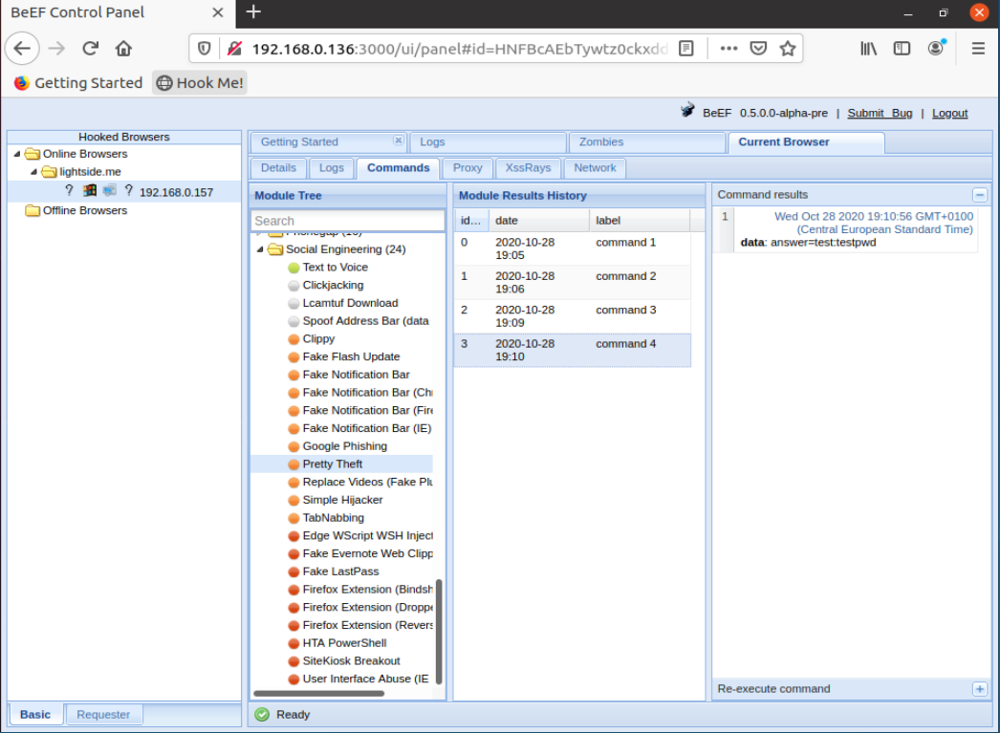 BeEF Control Panel
192.168.0.136:3000/ui/panel#id=HNFBcAEbTywtz0ckxdd
Getting Started Hook Me!
BeEF 0.5.0.0-alpha-pre | Submit Bug | Logout
Hooked Browsers
Online Browsers
lightside.me
? ? 192.168.0.157
Offline Browsers
Basic Requester
Getting Started Logs Zombies Current Browser
Details Logs Commands Proxy XssRays Network
Module Tree
Search
Phonegap (16)
Social Engineering (24)
Text to Voice
Clickjacking
Lcamtuf Download
Spoof Address Bar (data
Clippy
Fake Flash Update
Fake Notification Bar
Fake Notification Bar (Chr
Fake Notification Bar (Fire
Fake Notification Bar (IE)
Google Phishing
Pretty Theft
Replace Videos (Fake Plu
Simple Hijacker
TabNabbing
Edge WScript WSH Inject
Fake Evernote Web Clipp
Fake LastPass
Firefox Extension (Bindsh
Firefox Extension (Droppe
Firefox Extension (Revers
HTA PowerShell
SiteKiosk Breakout
User Interface Abuse (IE
Module Results History
id... date label
0 2020-10-28 command 1
19:05
1 2020-10-28 command 2
19:06
2 2020-10-28 command 3
19:09
3 2020-10-28 command 4
19:10
Command results
1 Wed Oct 28 2020 19:10:56 GMT+0100
(Central European Standard Time)
data: answer=test:testpwd
Re-execute command
Ready